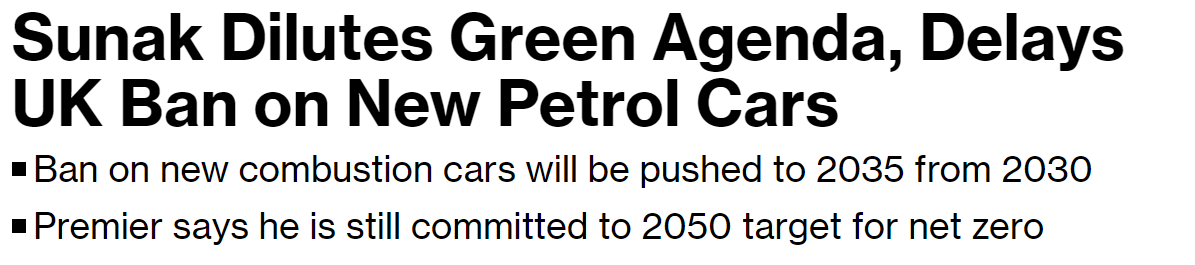 Sunak Dilutes Green Agenda, Delays
UK Ban on New Petrol Cars
▪Ban on new combustion cars will be pushed to 2035 from 2030
▪Premier says he is still committed to 2050 target for net zero